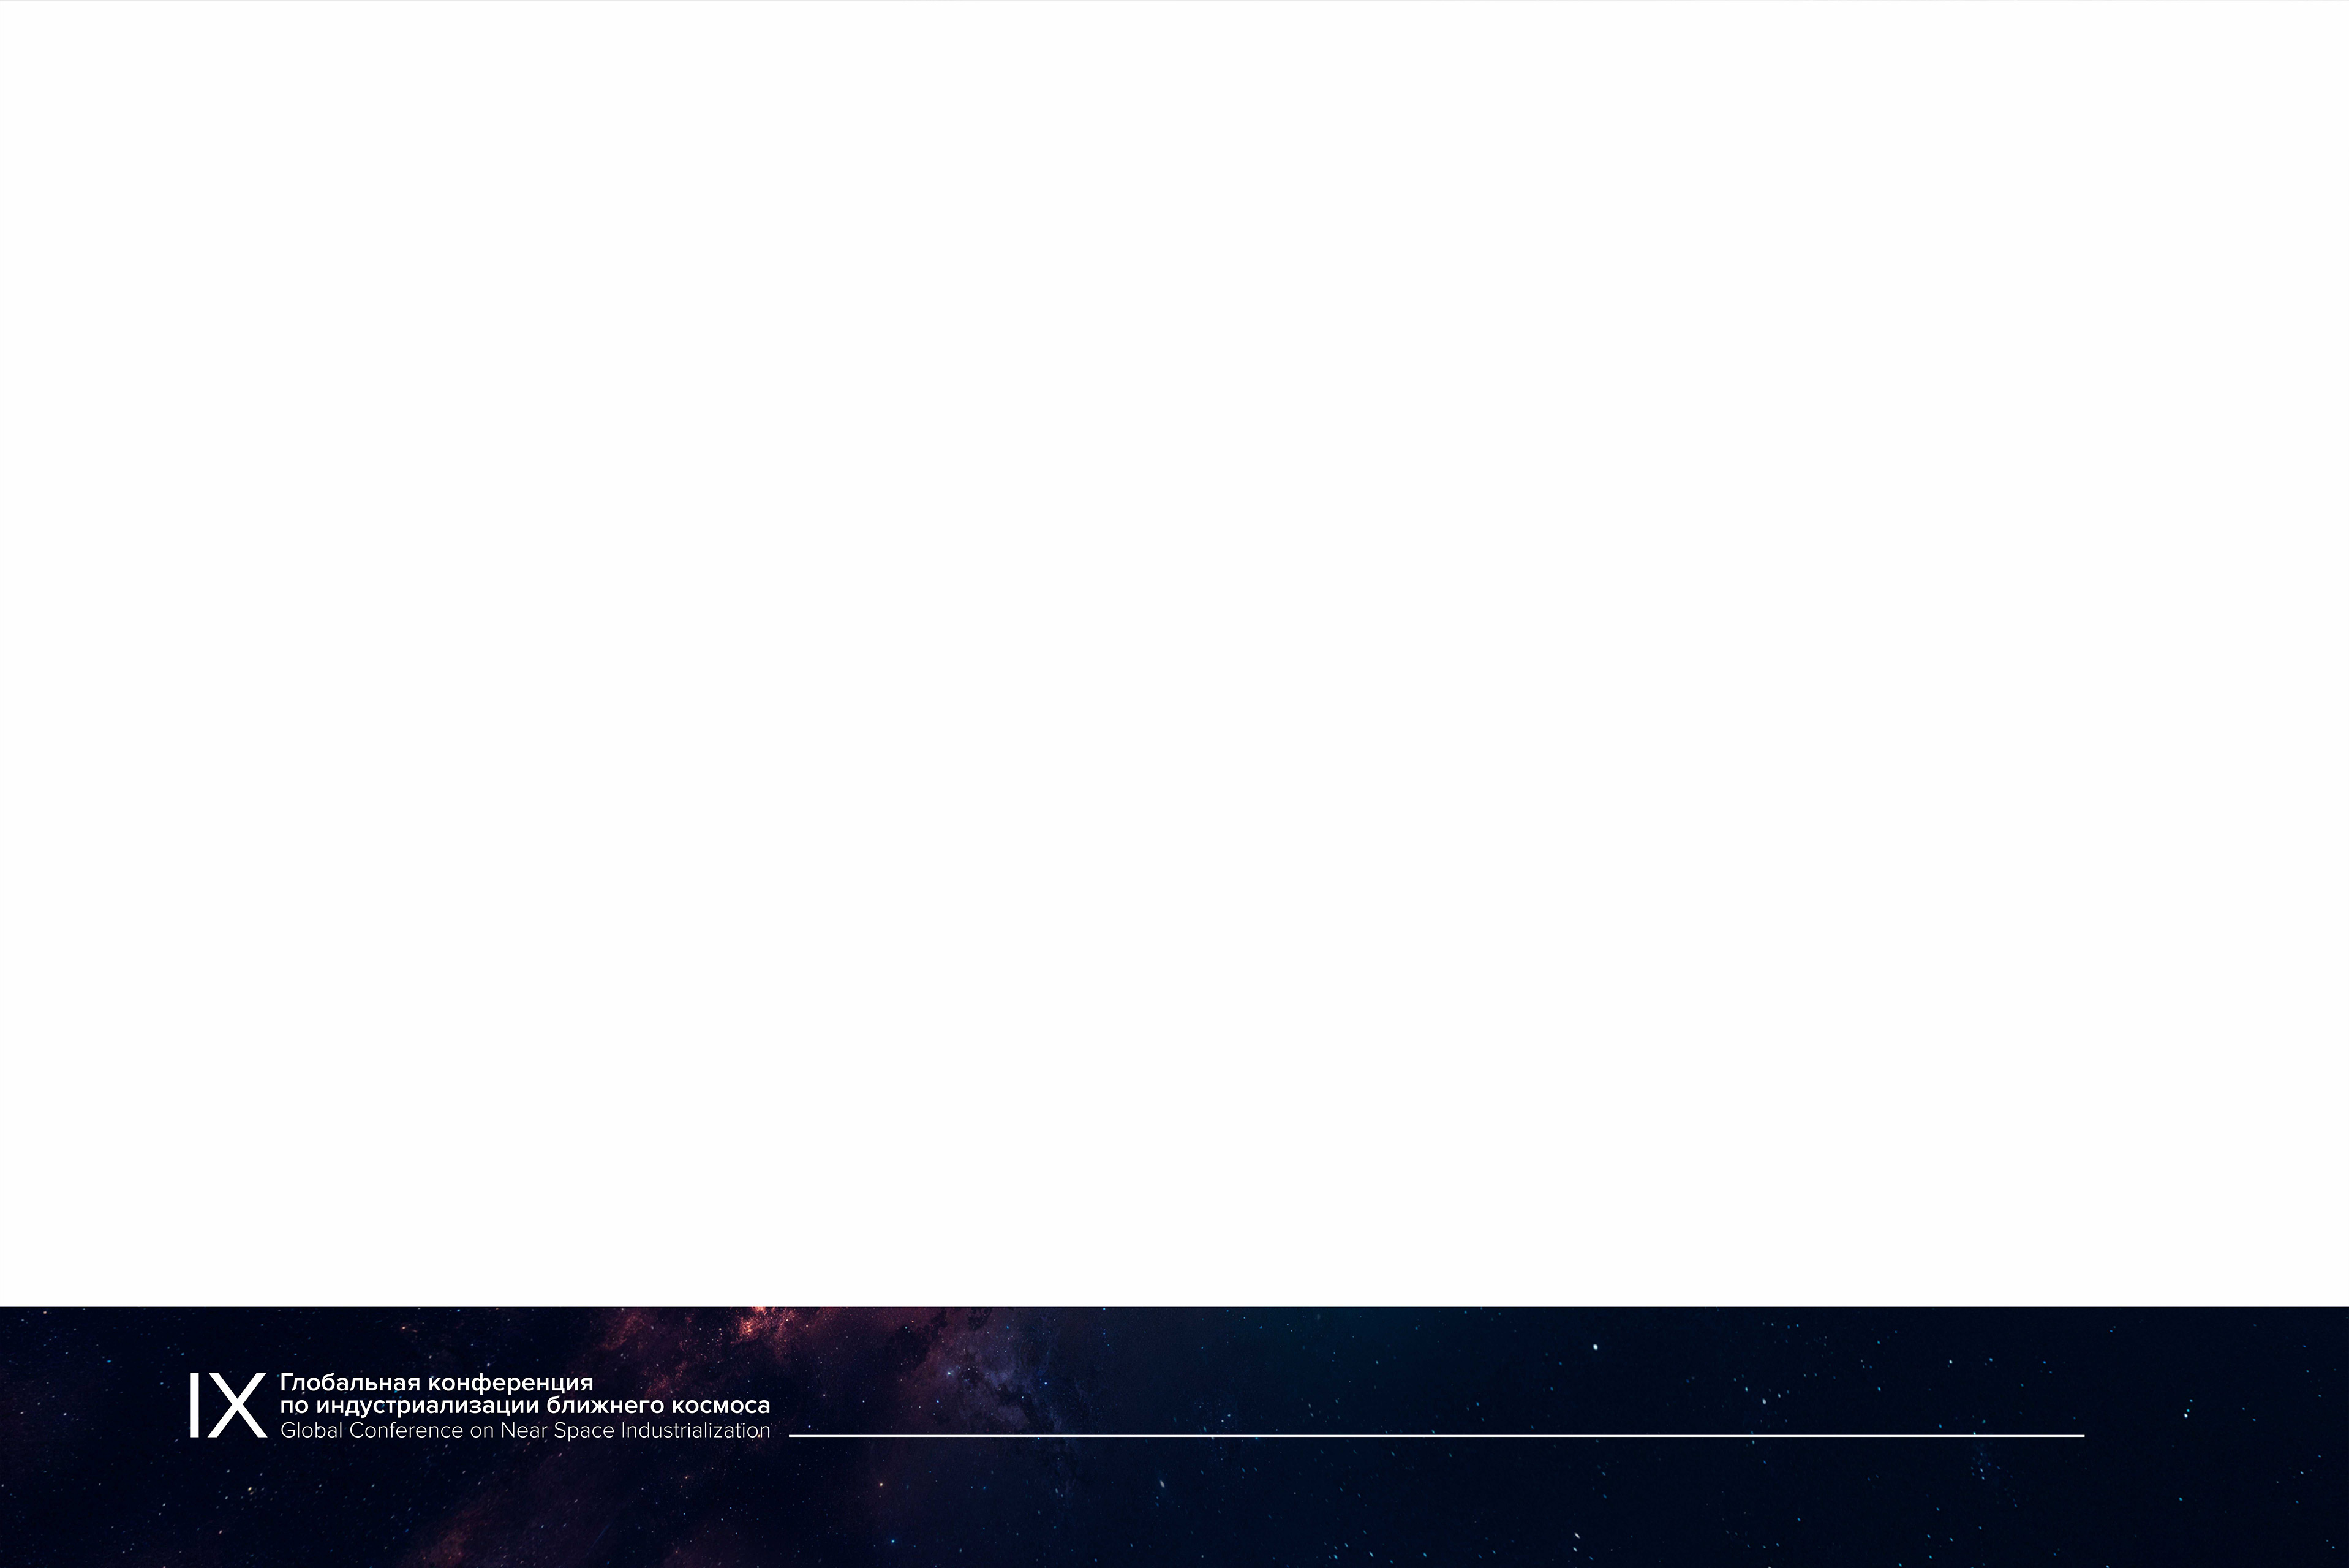 IX
Глобальная конференция
по индустриализации ближнего космоса
Global Conference on Near Space Industrialization